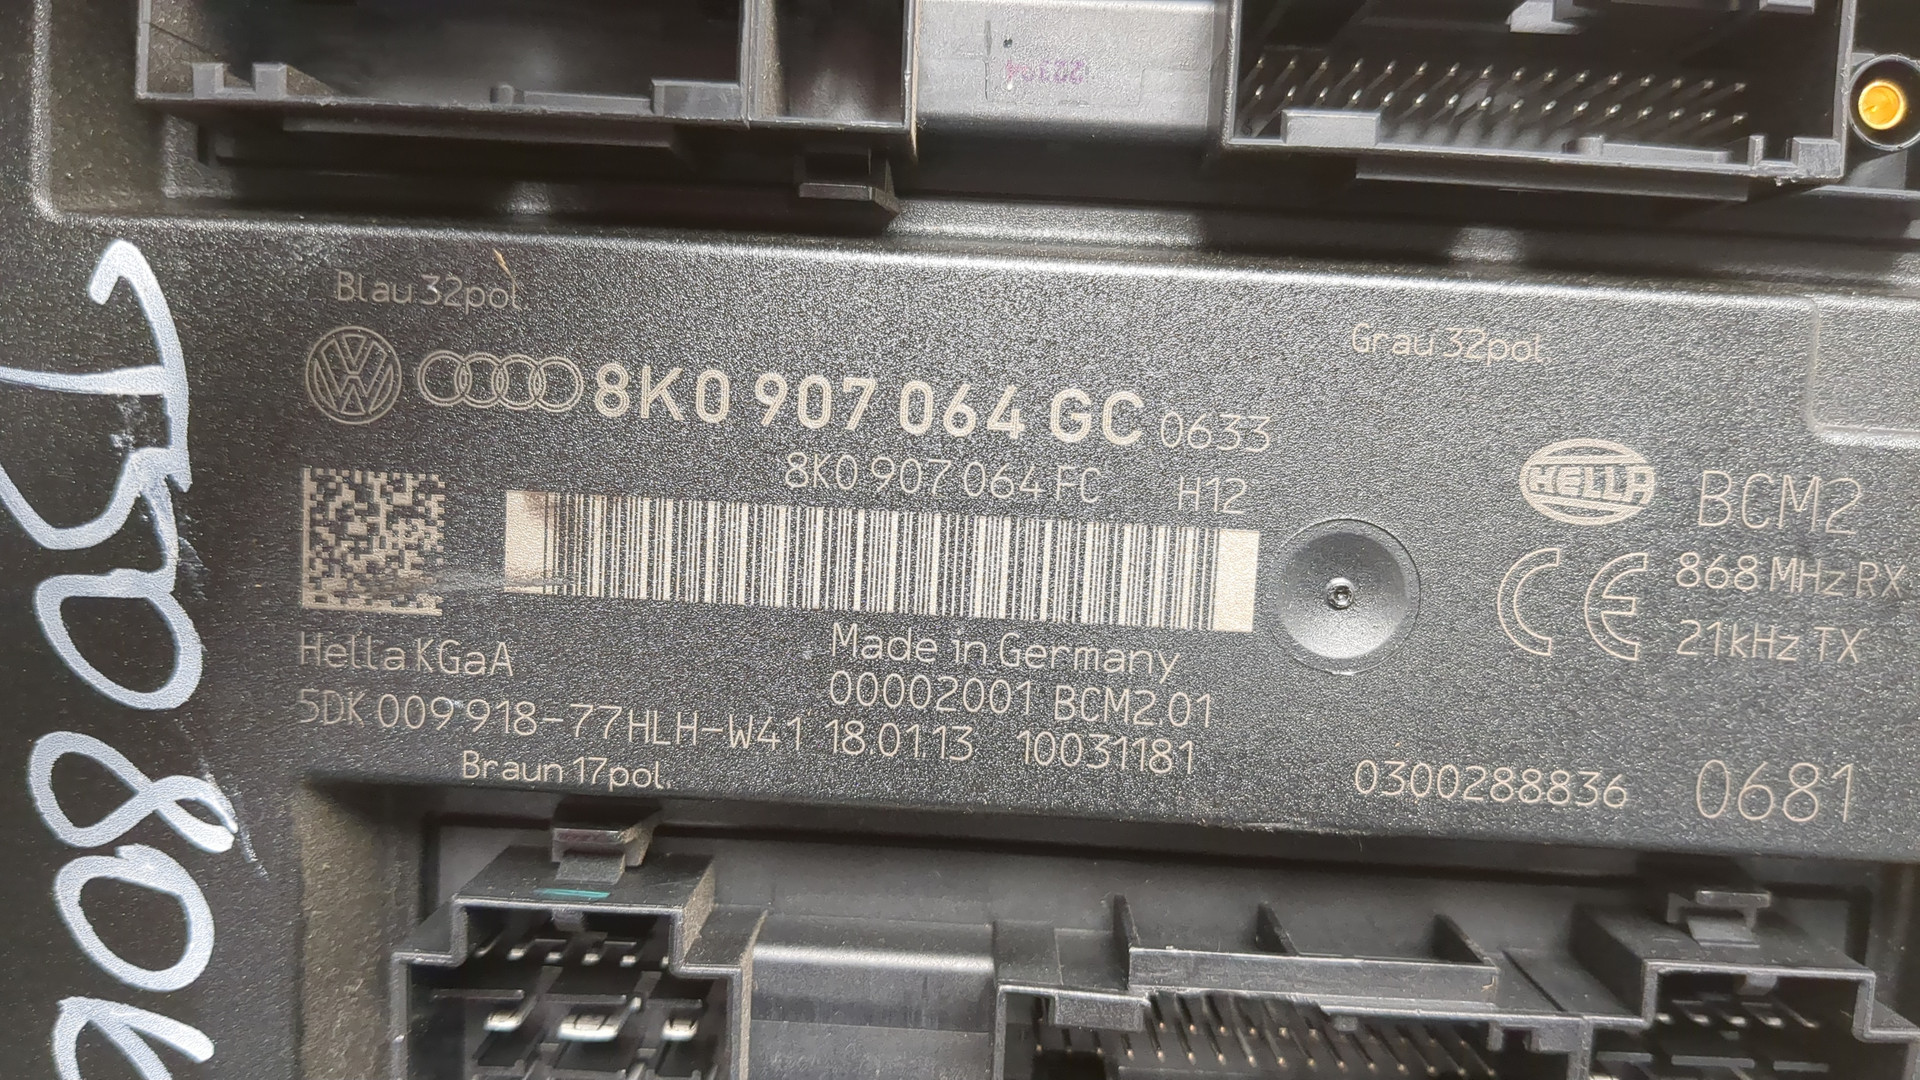 Blau 32pol.
Grau 32pol.
8K0 907 064 GC 0633
8K0 907 064 FC H12
HELLA BCM2
868 MHz RX
21kHz TX
Hella KGaA
Made in Germany
00002001 BCM2.01
5DK 009 918-77HLH-W41 18.01.13 10031181
Braun 17pol.
0300288836 0681